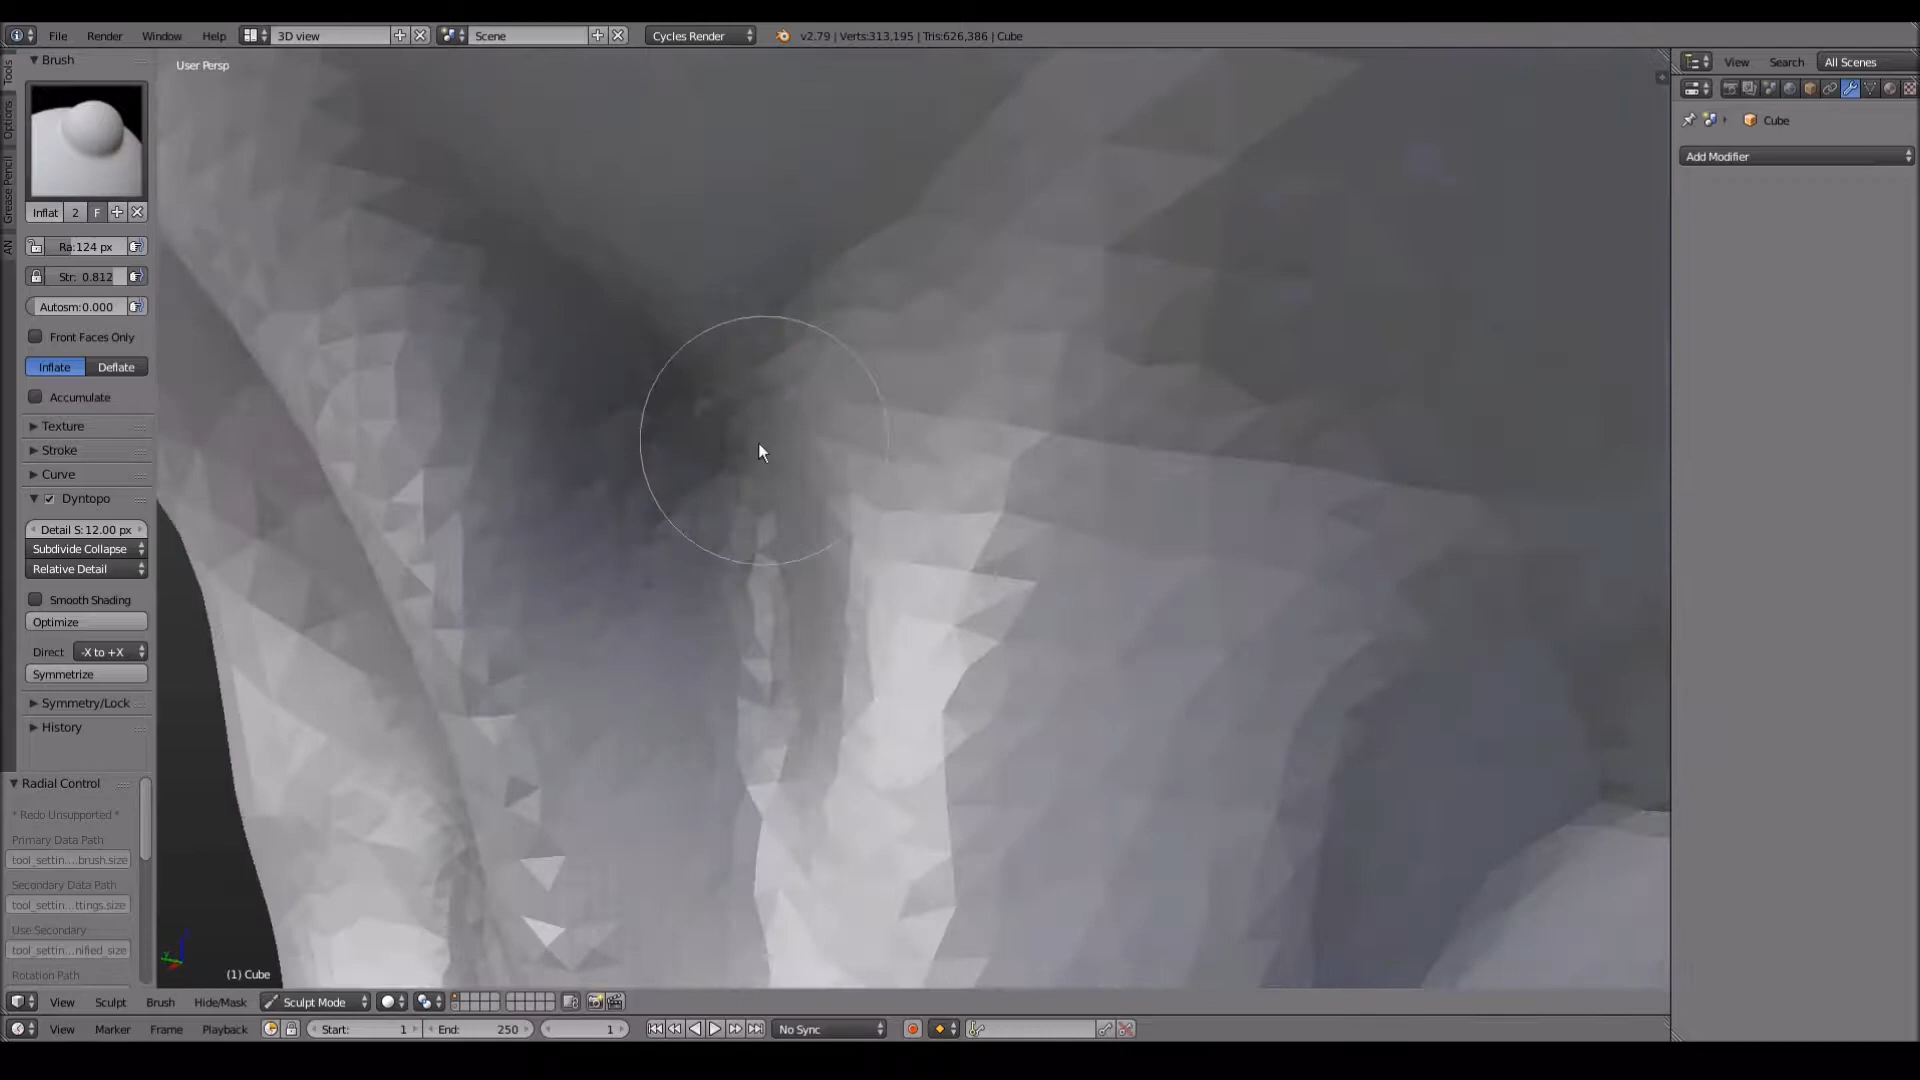 File Render Window Help 3D view Scene Cycles Render v2.79 | Verts:313,195 | Tris:626,386 | Cube
View Search All Scenes
Brush
User Persp
Tools
Options
Grease Pencil
AN
Cube
Add Modifier
Inflat 2 F
Ra:124 px
Str: 0.812
Autosm:0.000
Front Faces Only
Inflate Deflate
Accumulate
Texture
Stroke
Curve
Dyntopo
Detail S:12.00 px
Subdivide Collapse
Relative Detail
Smooth Shading
Optimize
Direct -X to +X
Symmetrize
Symmetry/Lock
History
Radial Control
* Redo Unsupported *
Primary Data Path
tool_settin....brush.size
Secondary Data Path
tool_settin...ttings.size
Use Secondary
tool_settin...nified_size
Rotation Path
(1) Cube
View Sculpt Brush Hide/Mask Sculpt Mode
View Marker Frame Playback Start: 1 End: 250 1 No Sync